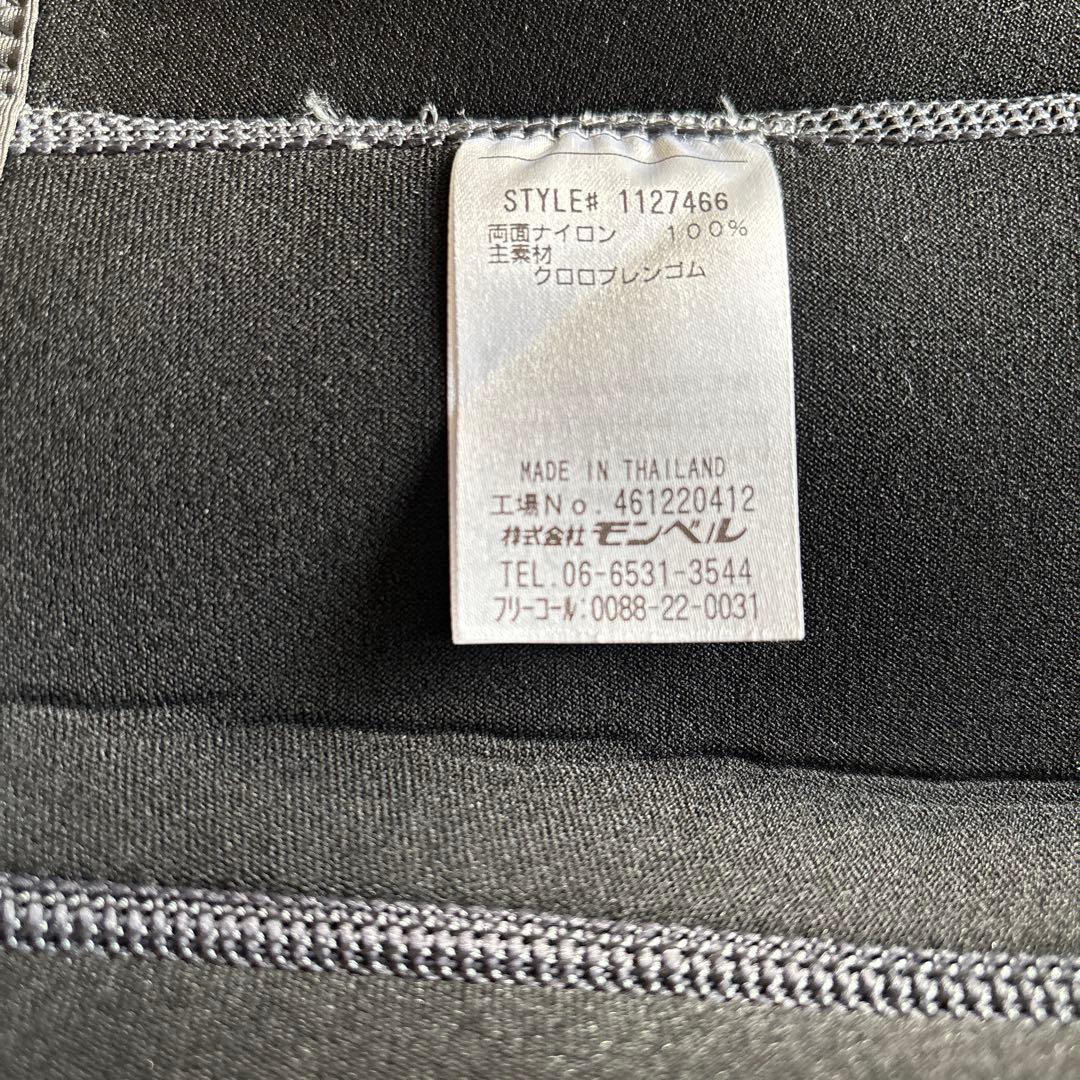 STYLE# 1127466
両面ナイロン 100%
主素材
クロロプレンゴム
MADE IN THAILAND
工場No. 461220412
株式会社 モンベル
TEL. 06-6531-3544
フリーコール:0088-22-0031